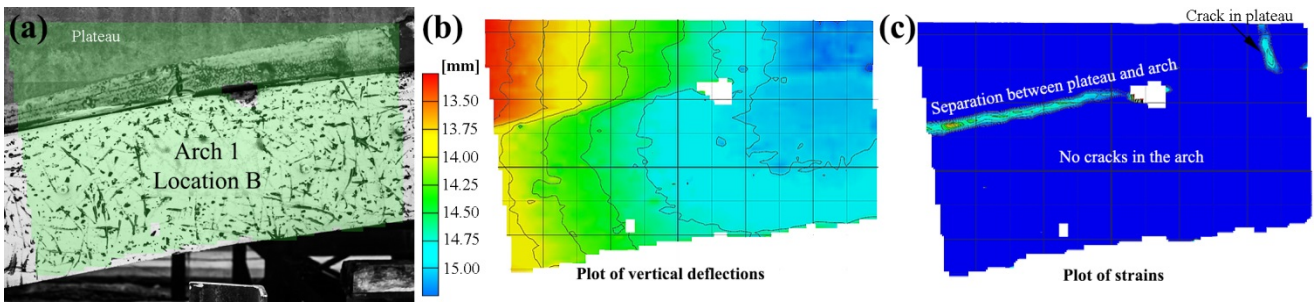 (a)
Plateau
Arch 1
Location B
(b)
[mm]
13.50
13.75
14.00
14.25
14.50
14.75
15.00
Plot of vertical deflections
(c)
Crack in plateau
Separation between plateau and arch
No cracks in the arch
Plot of strains